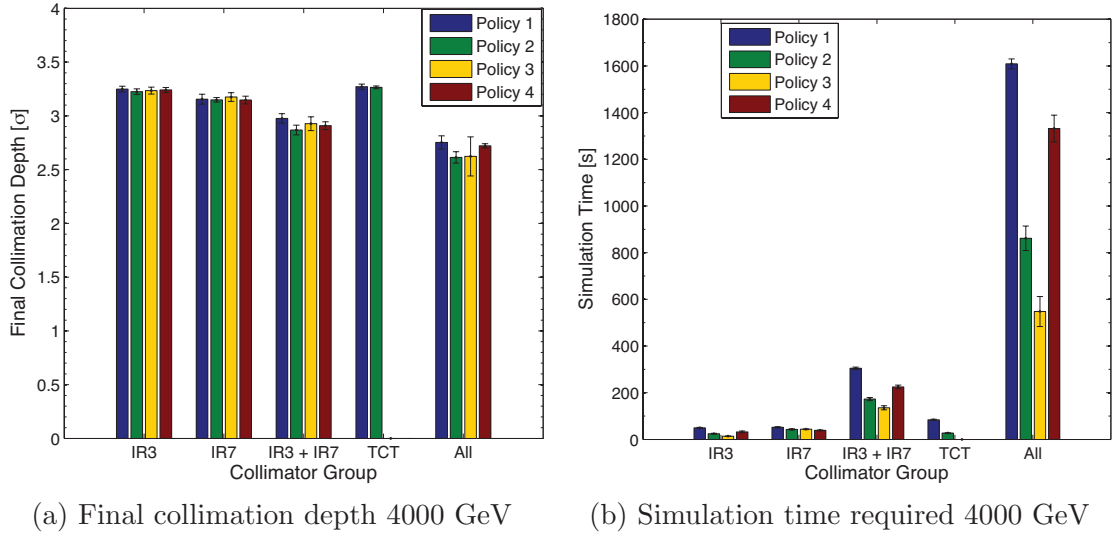 4
3.5
3
2.5
2
1.5
1
0.5
0
Final Collimation Depth [σ]
IR3 IR7 IR3 + IR7 TCT All
Collimator Group
Policy 1
Policy 2
Policy 3
Policy 4
(a) Final collimation depth 4000 GeV
1800
1600
1400
1200
1000
800
600
400
200
0
Simulation Time [s]
IR3 IR7 IR3 + IR7 TCT All
Collimator Group
Policy 1
Policy 2
Policy 3
Policy 4
(b) Simulation time required 4000 GeV